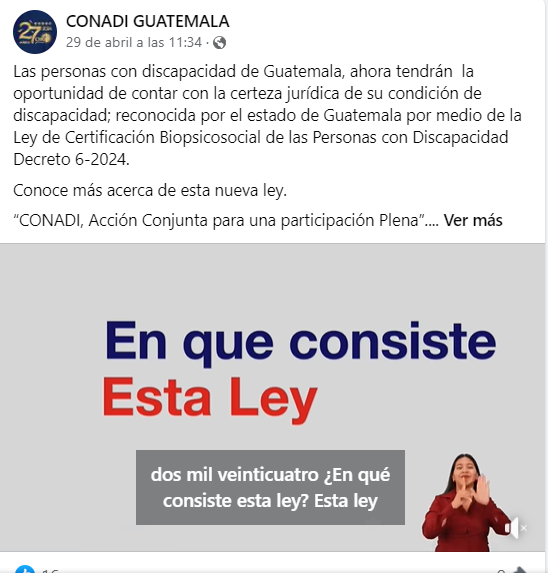 CONADI GUATEMALA
29 de abril a las 11:34 ·
Las personas con discapacidad de Guatemala, ahora tendrán la
oportunidad de contar con la certeza jurídica de su condición de
discapacidad; reconocida por el estado de Guatemala por medio de la
Ley de Certificación Biopsicosocial de las Personas con Discapacidad
Decreto 6-2024.
Conoce más acerca de esta nueva ley.
“CONADI, Acción Conjunta para una participación Plena”.... Ver más
En que consiste
Esta Ley
dos mil veinticuatro ¿En qué
consiste esta ley? Esta ley